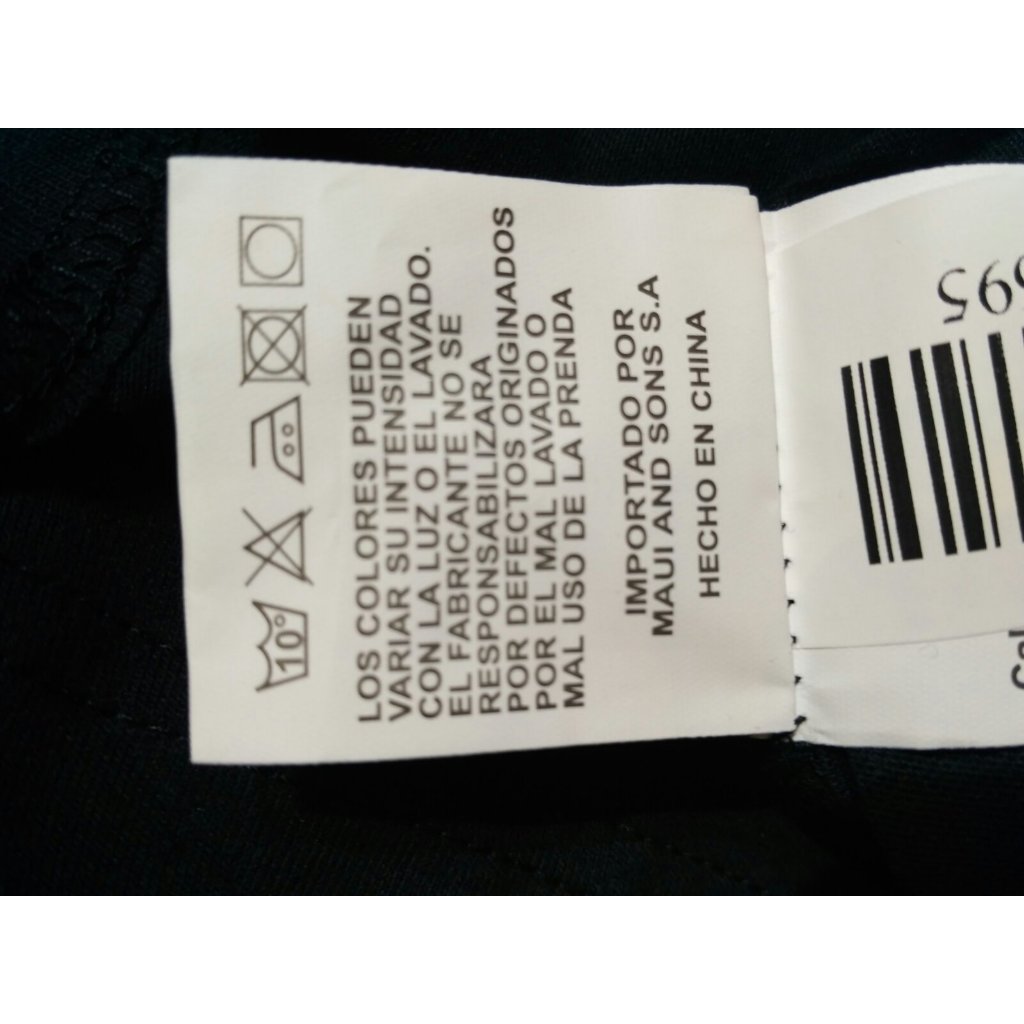 10°
LOS COLORES PUEDEN
VARIAR SU INTENSIDAD
CON LA LUZ O EL LAVADO.
EL FABRICANTE NO SE
RESPONSABILIZARA
POR DEFECTOS ORIGINADOS
POR EL MAL LAVADO O
MAL USO DE LA PRENDA
IMPORTADO POR
MAUI AND SONS S.A
HECHO EN CHINA